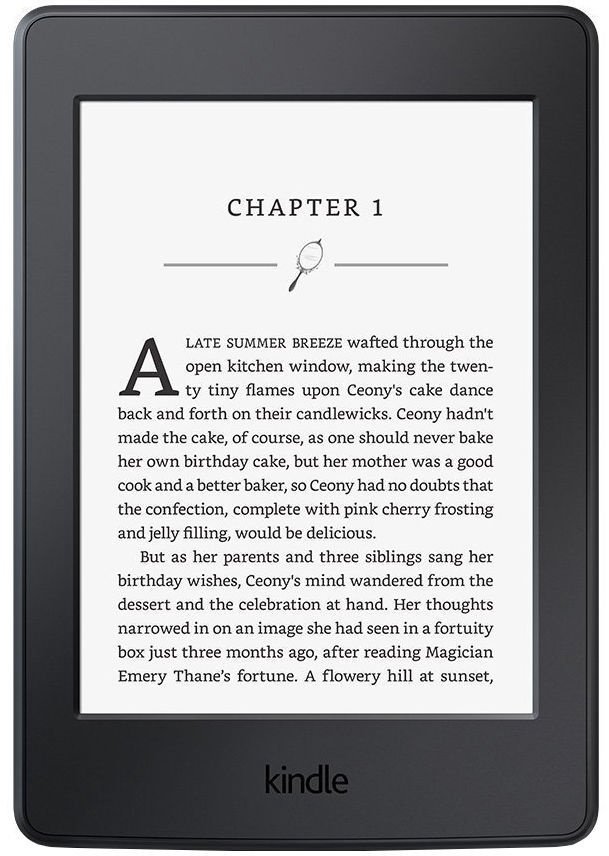 CHAPTER 1
A LATE SUMMER BREEZE wafted through the
open kitchen window, making the twen-
ty tiny flames upon Ceony's cake dance
back and forth on their candlewicks. Ceony hadn't
made the cake, of course, as one should never bake
her own birthday cake, but her mother was a good
cook and a better baker, so Ceony had no doubts that
the confection, complete with pink cherry frosting
and jelly filling, would be delicious.
But as her parents and three siblings sang her
birthday wishes, Ceony's mind wandered from the
dessert and the celebration at hand. Her thoughts
narrowed in on an image she had seen in a fortuity
box just three months ago, after reading Magician
Emery Thane’s fortune. A flowery hill at sunset,
kindle